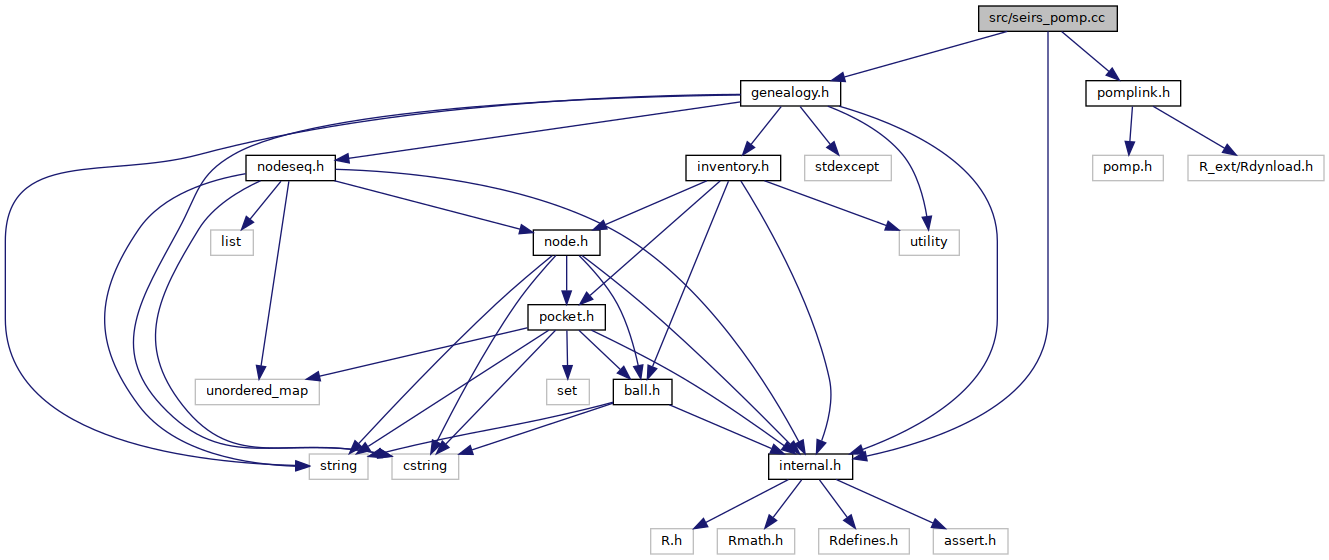 src/seirs_pomp.cc
genealogy.h
pomplink.h
nodeseq.h
inventory.h
stdexcept
pomp.h
R_ext/Rdynload.h
list
node.h
utility
pocket.h
unordered_map
set
ball.h
string
cstring
internal.h
R.h
Rmath.h
Rdefines.h
assert.h